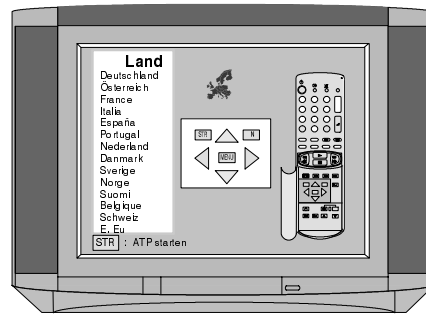 Land
Deutschland
Österreich
France
Italia
España
Portugal
Nederland
Danmark
Sverige
Norge
Suomi
Belgique
Schweiz
E. Eu
STR : ATP starten
STR N
MENU